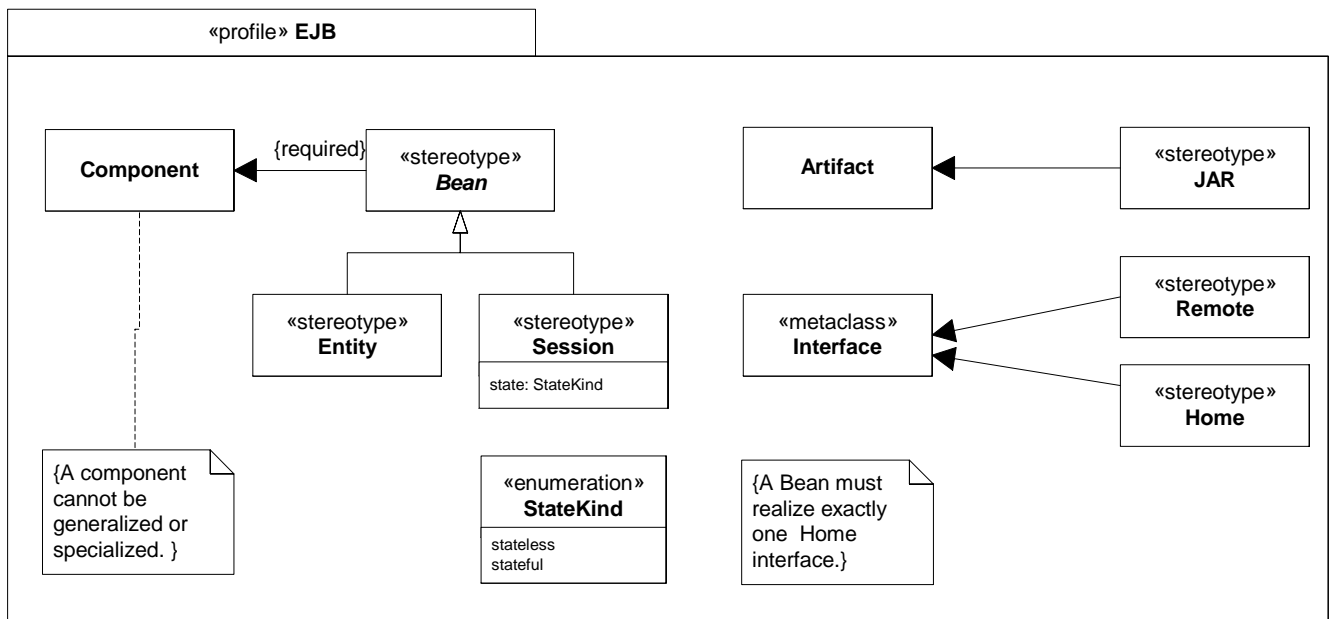 «profile» EJB
Component
{required}
«stereotype»
Bean
Artifact
«stereotype»
JAR
«stereotype»
Entity
«stereotype»
Session
state: StateKind
«metaclass»
Interface
«stereotype»
Remote
«stereotype»
Home
{A component
cannot be
generalized or
specialized. }
«enumeration»
StateKind
stateless
stateful
{A Bean must
realize exactly
one  Home
interface.}